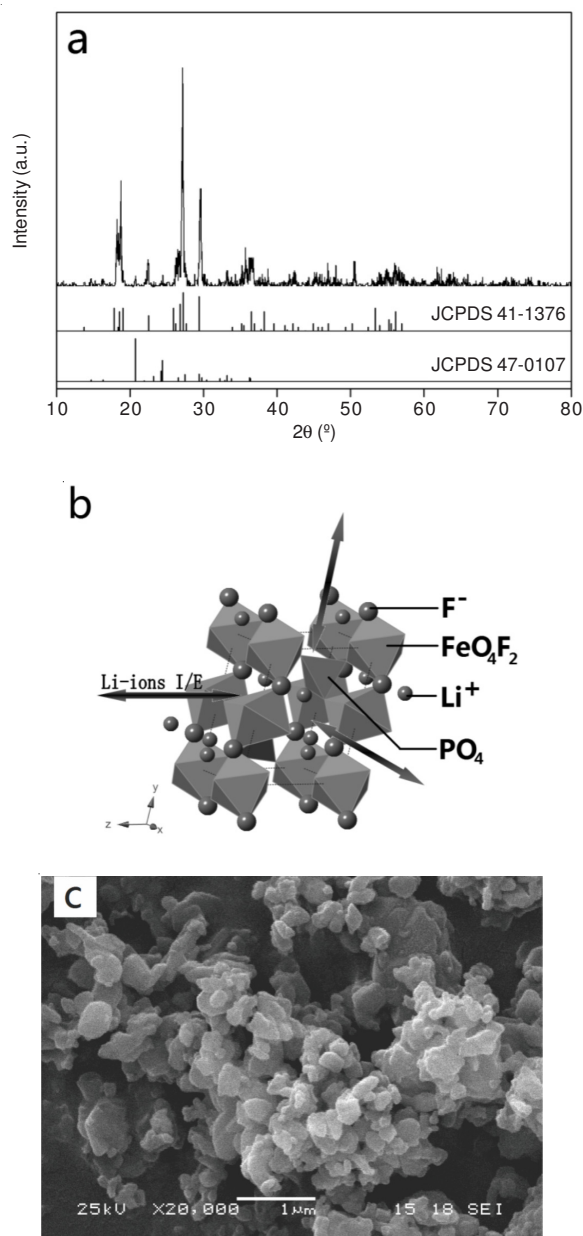 a
Intensity (a.u.)
JCPDS 41-1376
JCPDS 47-0107
10 20 30 40 50 60 70 80
2θ (º)
b
F⁻
FeO₄F₂
Li-ions I/E
Li⁺
PO₄
y
z x
c
25kV X20,000 1μm 15 18 SEI